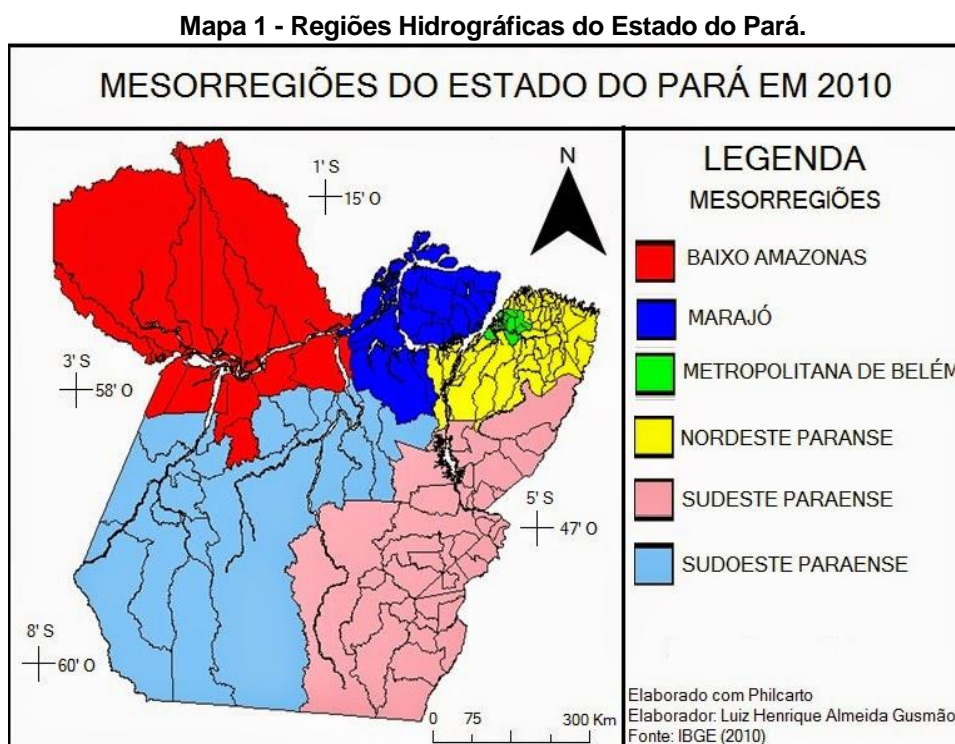 Mapa 1 - Regiões Hidrográficas do Estado do Pará.
MESORREGIÕES DO ESTADO DO PARÁ EM 2010
1' S
15' O
N
3' S
58' O
5' S
47' O
8' S
60' O
0 75 300 Km
LEGENDA
MESORREGIÕES
BAIXO AMAZONAS
MARAJÓ
METROPOLITANA DE BELÉM
NORDESTE PARANSE
SUDESTE PARAENSE
SUDOESTE PARAENSE
Elaborado com Philcarto
Elaborador: Luiz Henrique Almeida Gusmão
Fonte: IBGE (2010)